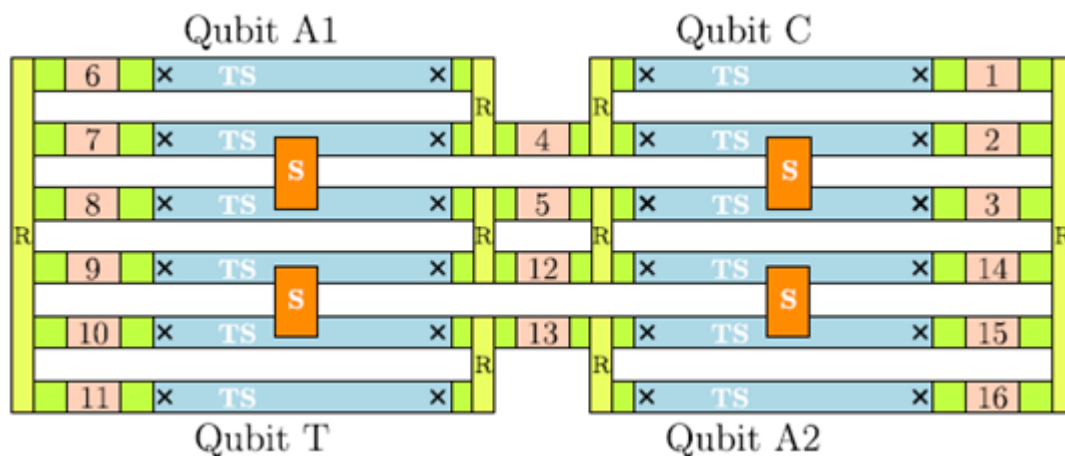 Qubit A1 Qubit C
6 × TS × × TS × 1
R R
7 × TS × 4 × TS × 2
S S
8 × TS × 5 × TS × 3
R R R R
9 × TS × 12 × TS × 14
S S
10 × TS × 13 × TS × 15
R R
11 × TS × × TS × 16
Qubit T Qubit A2